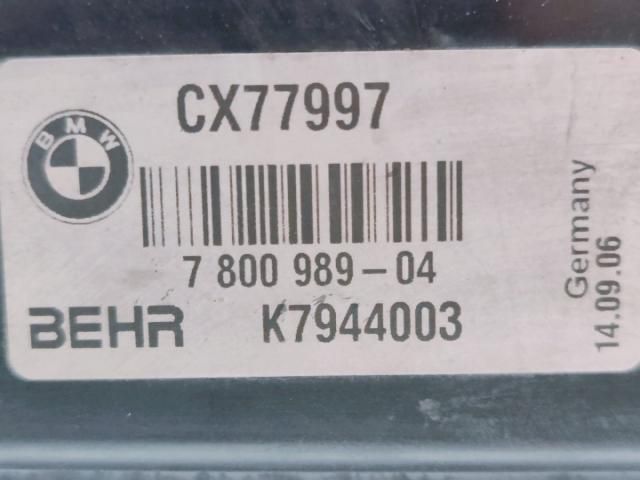 CX77997
BMW
7 800 989-04
BEHR K7944003
Germany
14.09.06